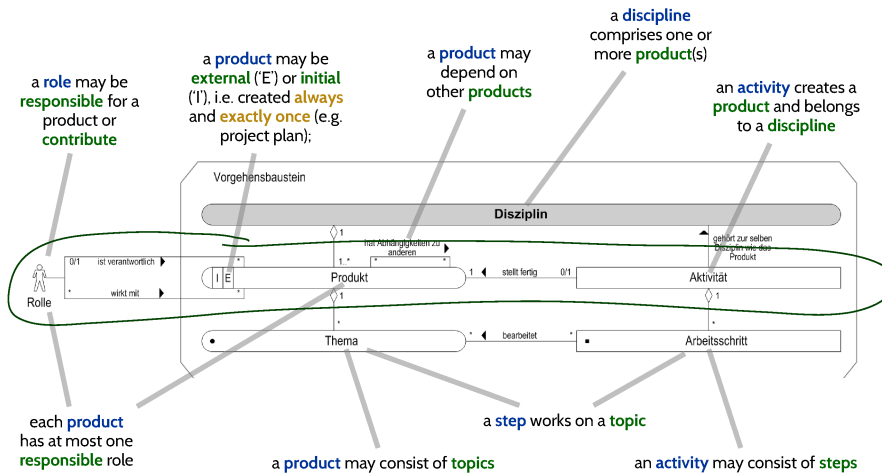 a discipline
comprises one or
more product(s)
a product may be
external (‘E’) or initial
(‘I’), i.e. created always
and exactly once (e.g.
project plan);
a product may
depend on
other products
a role may be
responsible for a
product or
contribute
an activity creates a
product and belongs
to a discipline
Vorgehensbaustein
Disziplin
1
hat Abhängigkeiten zu
anderen
gehört zur selben
Disziplin wie das
Produkt
0/1 ist verantwortlich *
1..* * *
I E Produkt
1 stellt fertig 0/1
Aktivität
Rolle
* wirkt mit *
1
1
*
*
Thema
* bearbeitet *
Arbeitsschritt
each product
has at most one
responsible role
a step works on a topic
a product may consist of topics
an activity may consist of steps